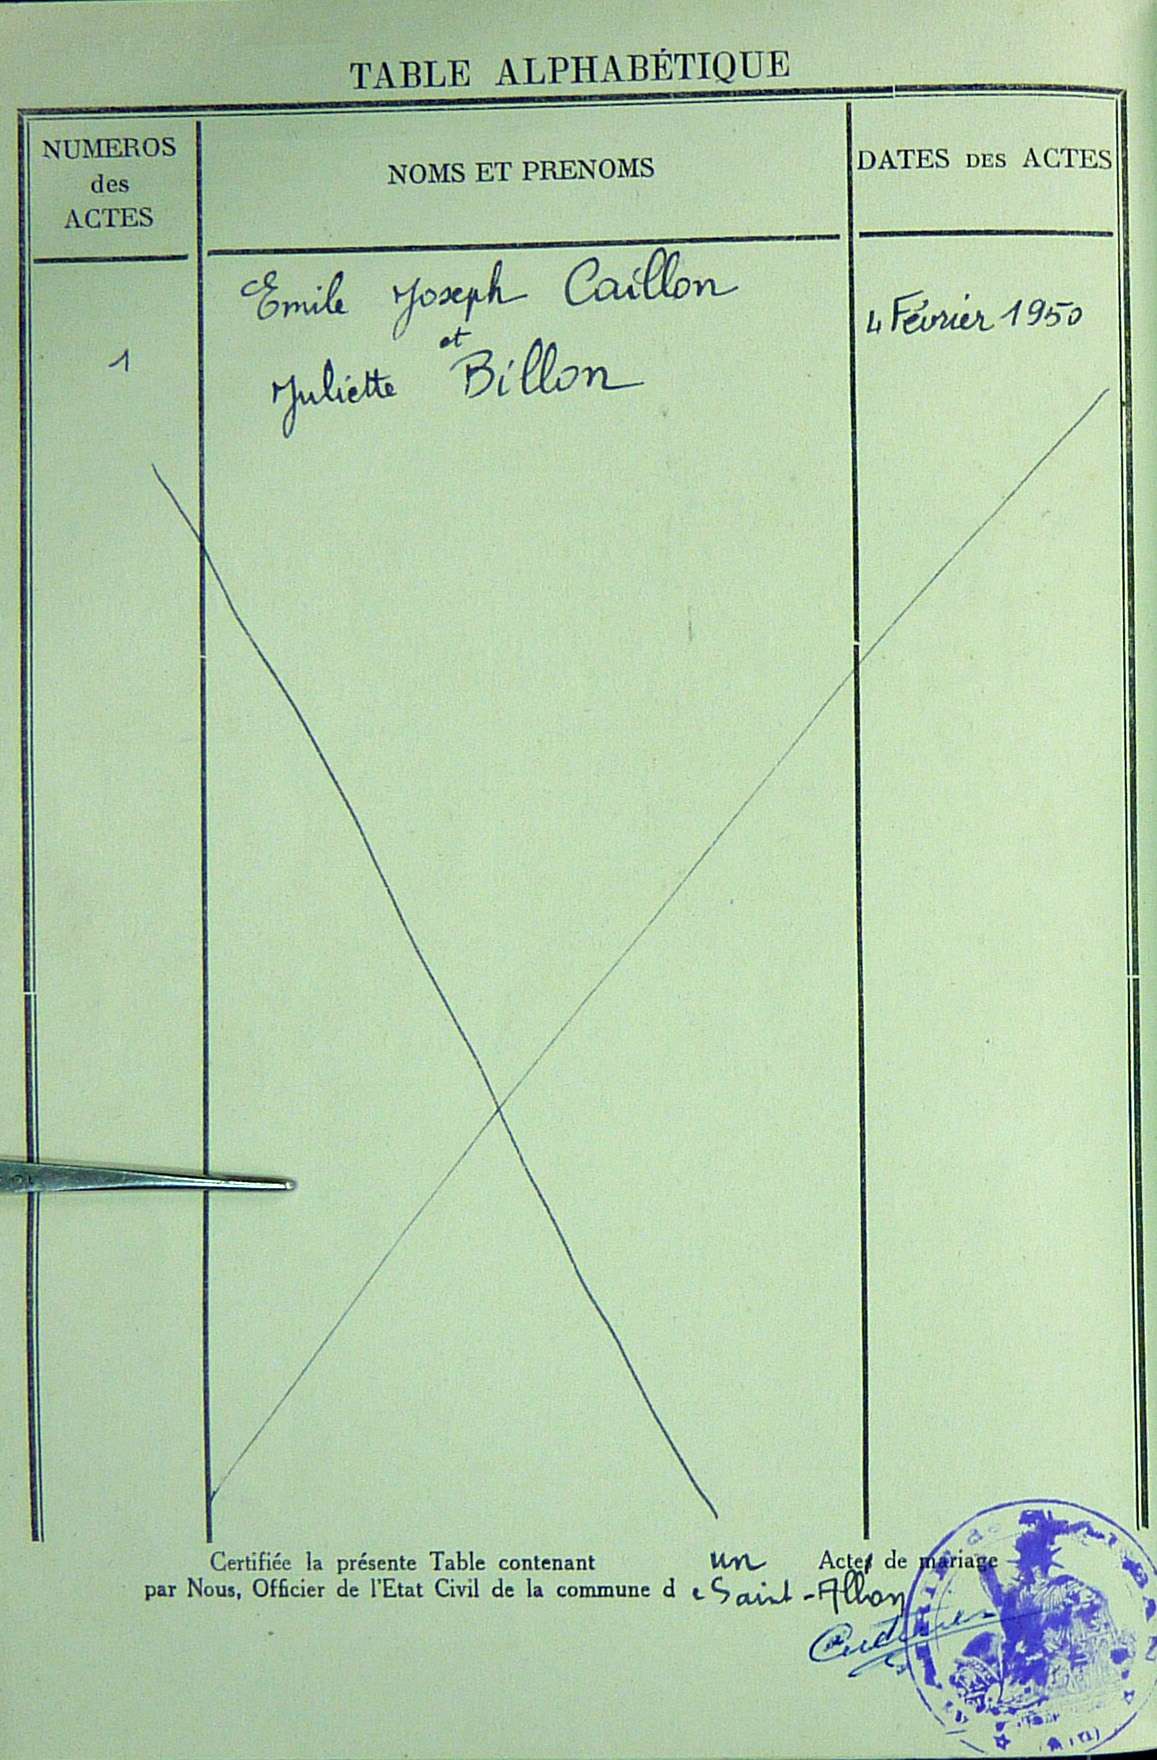 TABLE ALPHABÉTIQUE
NUMEROS
des
ACTES
NOMS ET PRENOMS
DATES DES ACTES
Emile Joseph Caillon
et
Juliette Billon
1
4 Février 1950
Certifiée la présente Table contenant un Acte de mariage
par Nous, Officier de l'Etat Civil de la commune d e Saint-Alban